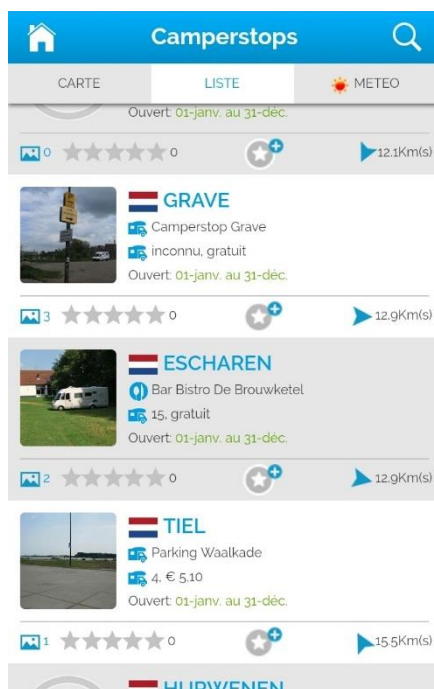 Camperstops
CARTE LISTE METEO
Ouvert: 01-janv. au 31-déc.
0 0 12.1Km(s)
GRAVE
Camperstop Grave
inconnu, gratuit
Ouvert: 01-janv. au 31-déc.
3 0 12.9Km(s)
ESCHAREN
Bar Bistro De Brouwketel
15, gratuit
Ouvert: 01-janv. au 31-déc.
2 0 12.9Km(s)
TIEL
Parking Waalkade
4, € 5.10
Ouvert: 01-janv. au 31-déc.
1 0 15.5Km(s)
HURWENEN